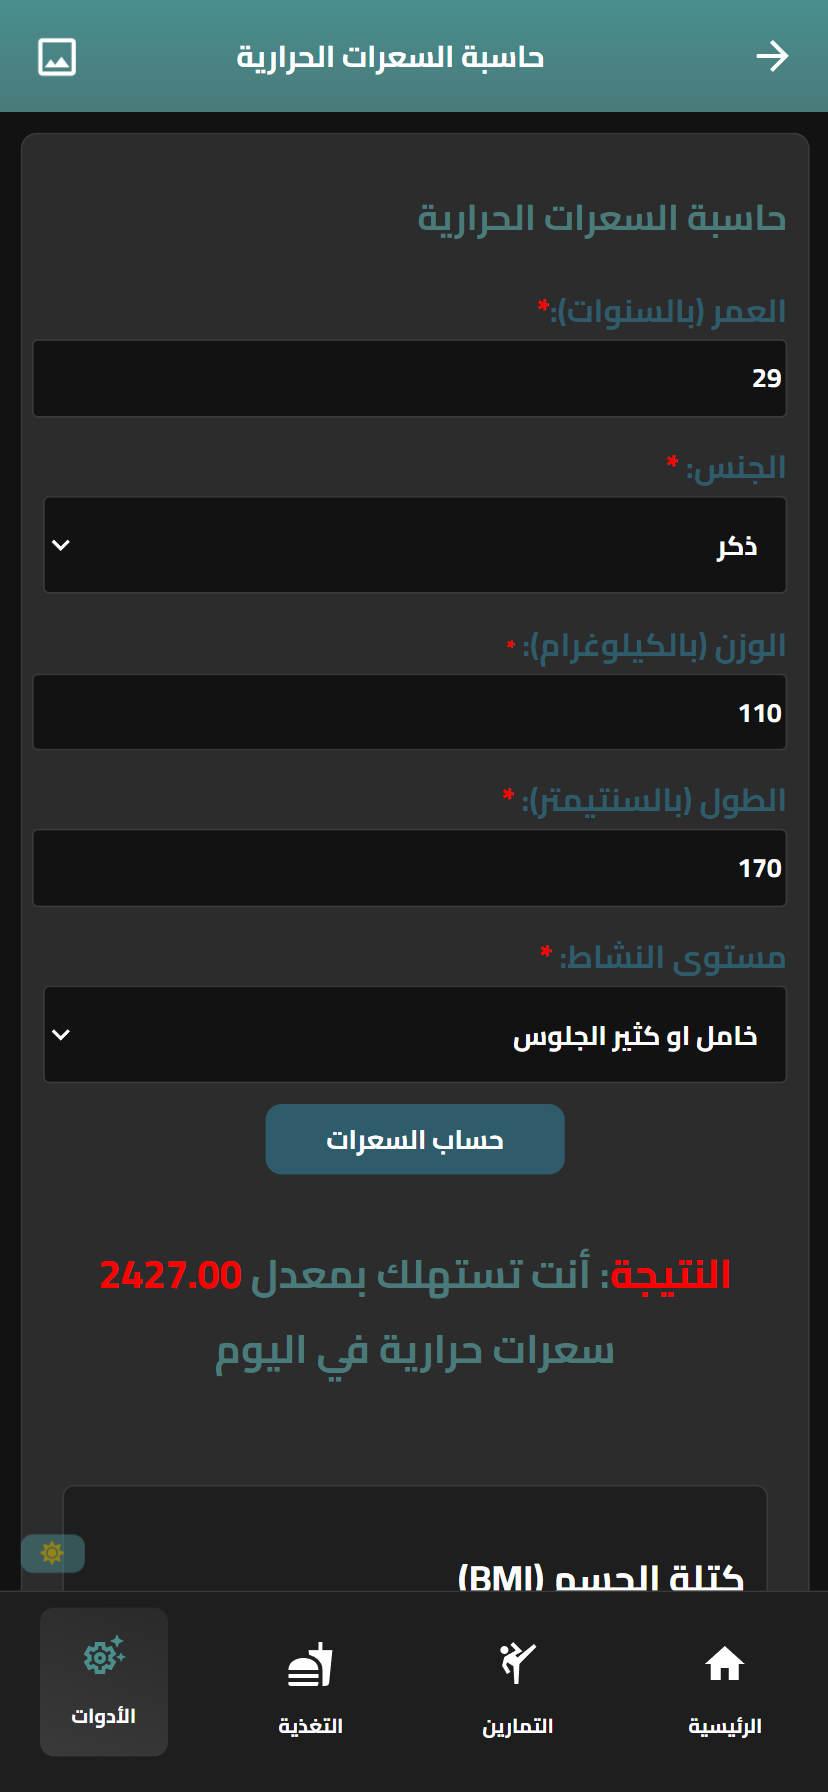 حاسبة السعرات الحرارية
حاسبة السعرات الحرارية
العمر (بالسنوات):*
29
الجنس: *
ذكر
الوزن (بالكيلوغرام): *
110
الطول (بالسنتيمتر): *
170
مستوى النشاط: *
خامل او كثير الجلوس
حساب السعرات
النتيجة: أنت تستهلك بمعدل 2427.00
سعرات حرارية في اليوم
كتلة الجسم (BMI)
الرئيسية
التمارين
التغذية
الأدوات